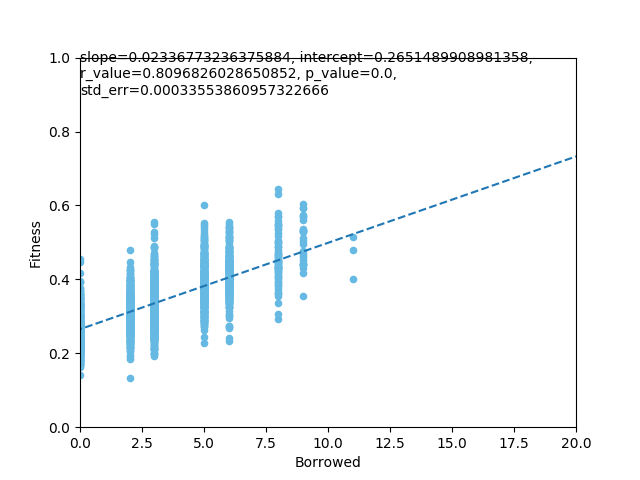 slope=0.02336773236375884, intercept=0.2651489908981358,
r_value=0.8096826028650852, p_value=0.0,
std_err=0.00033553860957322666
1.0
0.8
0.6
0.4
0.2
0.0
Fitness
0.0 2.5 5.0 7.5 10.0 12.5 15.0 17.5 20.0
Borrowed